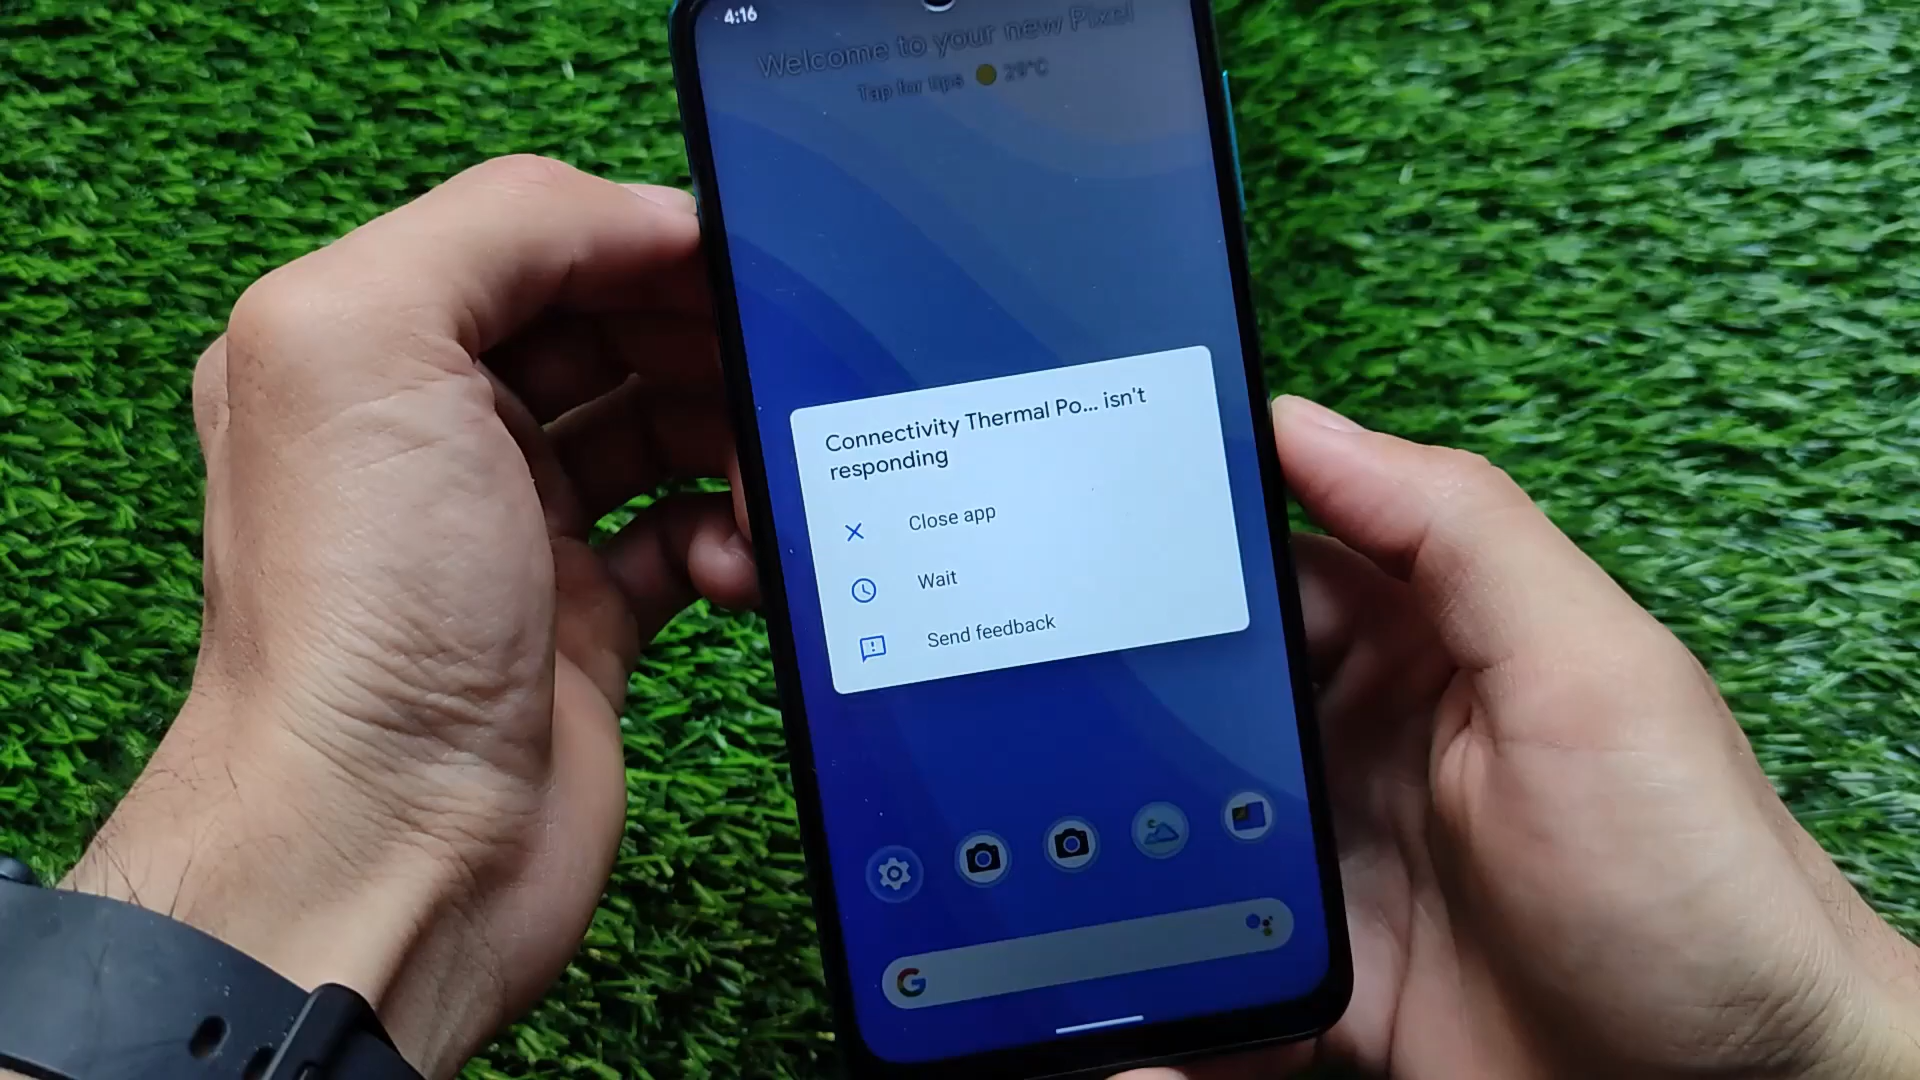 4:16
Welcome to your new Pixel
Tap for tips 29°C
Connectivity Thermal Po... isn't
responding
Close app
Wait
Send feedback
G